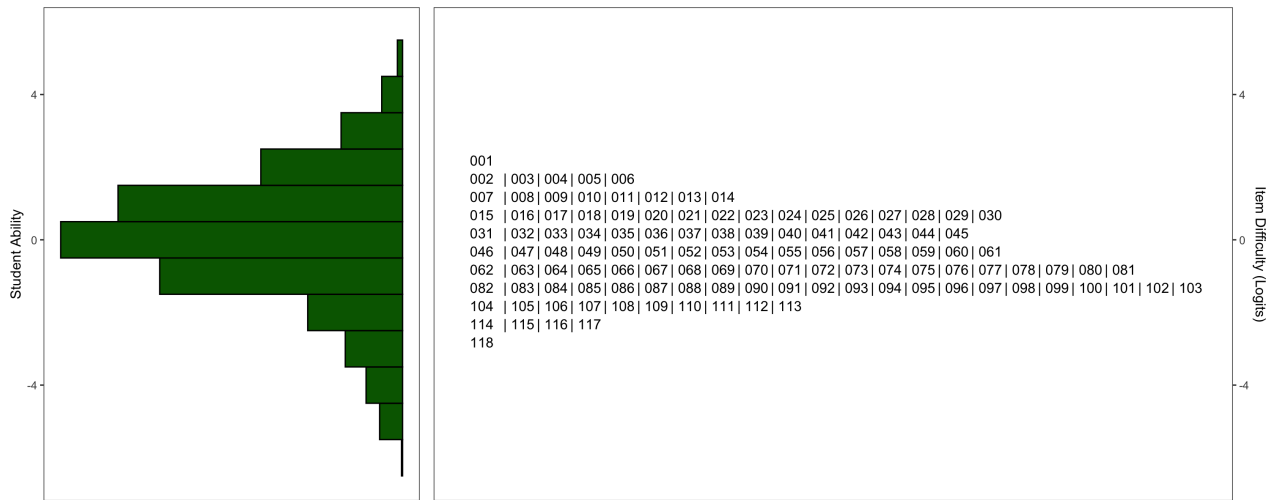 Student Ability
4
0
-4
001
002 | 003 | 004 | 005 | 006
007 | 008 | 009 | 010 | 011 | 012 | 013 | 014
015 | 016 | 017 | 018 | 019 | 020 | 021 | 022 | 023 | 024 | 025 | 026 | 027 | 028 | 029 | 030
031 | 032 | 033 | 034 | 035 | 036 | 037 | 038 | 039 | 040 | 041 | 042 | 043 | 044 | 045
046 | 047 | 048 | 049 | 050 | 051 | 052 | 053 | 054 | 055 | 056 | 057 | 058 | 059 | 060 | 061
062 | 063 | 064 | 065 | 066 | 067 | 068 | 069 | 070 | 071 | 072 | 073 | 074 | 075 | 076 | 077 | 078 | 079 | 080 | 081
082 | 083 | 084 | 085 | 086 | 087 | 088 | 089 | 090 | 091 | 092 | 093 | 094 | 095 | 096 | 097 | 098 | 099 | 100 | 101 | 102 | 103
104 | 105 | 106 | 107 | 108 | 109 | 110 | 111 | 112 | 113
114 | 115 | 116 | 117
118
4
0
-4
Item Difficulty (Logits)